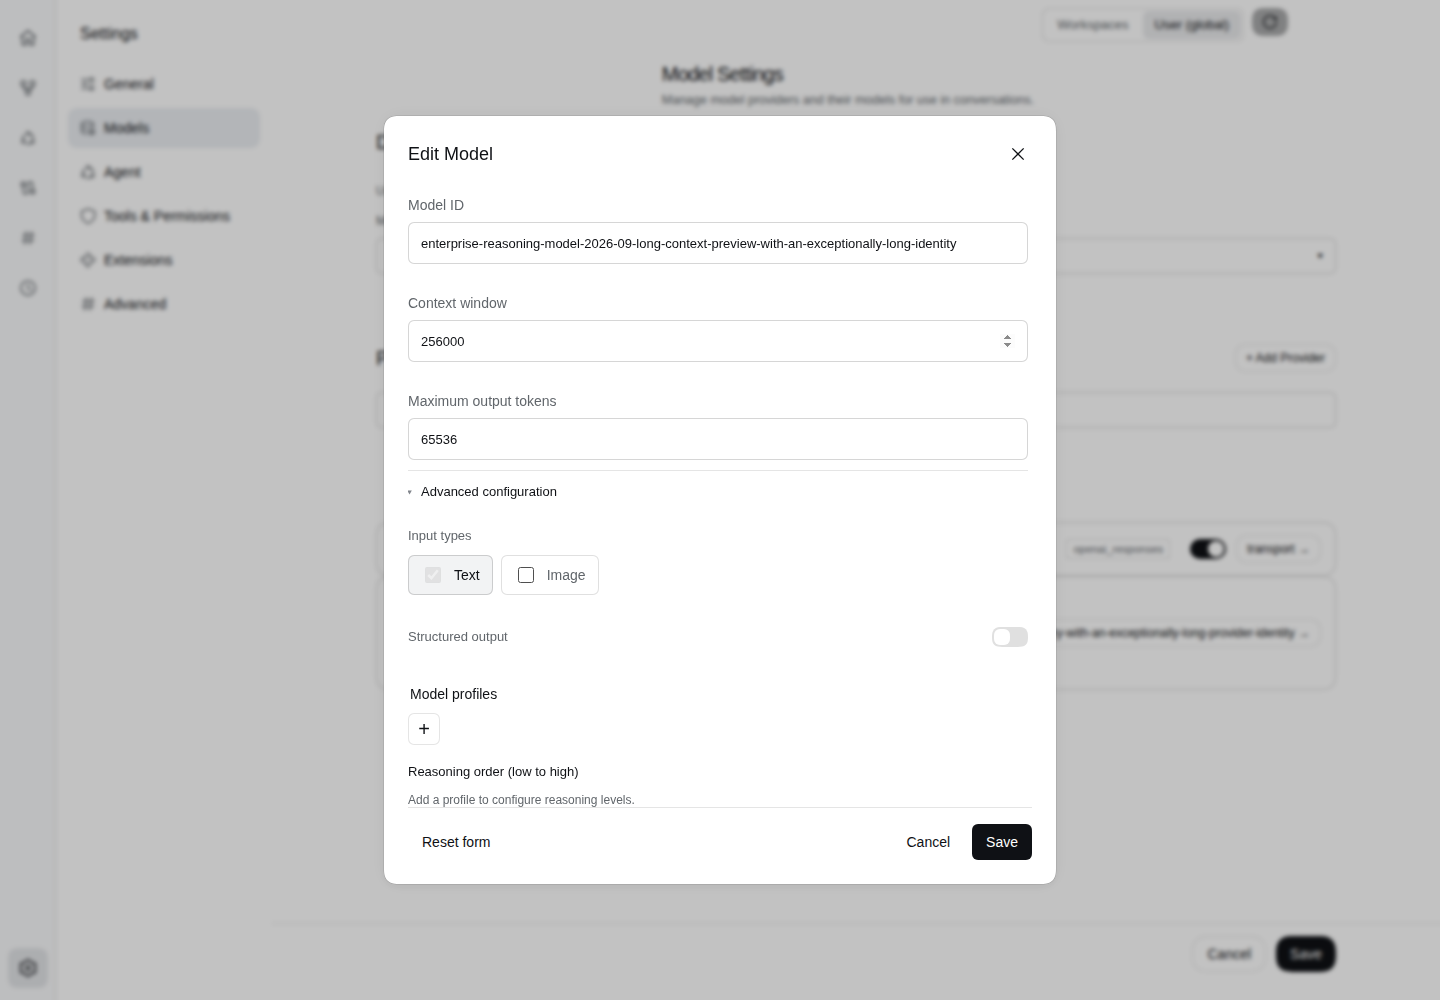 Settings
Workspaces
User (global)
General
Models
Agent
Tools & Permissions
Extensions
Advanced
Model Settings
Manage model providers and their models for use in conversations.
Edit Model
Model ID
enterprise-reasoning-model-2026-09-long-context-preview-with-an-exceptionally-long-identity
Context window
256000
Maximum output tokens
65536
Advanced configuration
Input types
Text
Image
Structured output
Model profiles
+
Reasoning order (low to high)
Add a profile to configure reasoning levels.
Reset form
Cancel
Save
+ Add Provider
openai_responses
transport
y-with-an-exceptionally-long-provider-identity
Cancel
Save